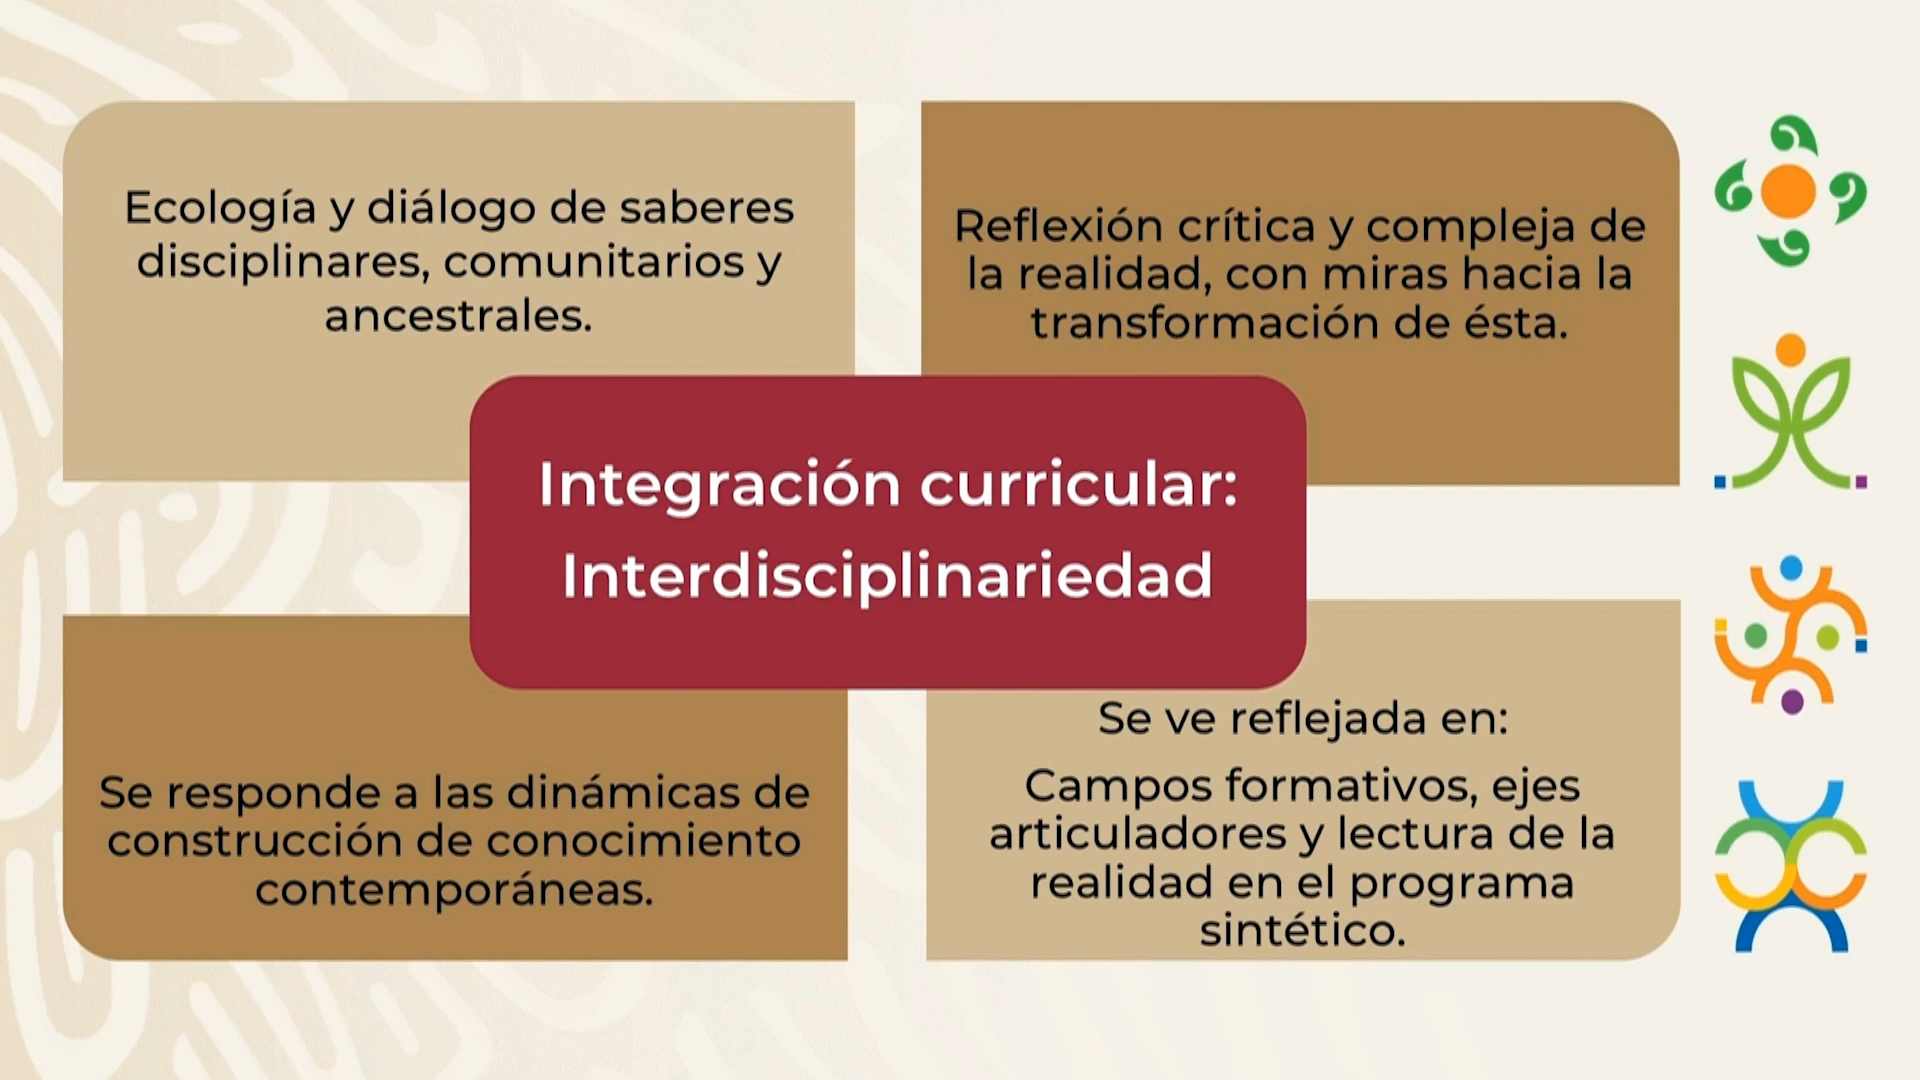 Ecología y diálogo de saberes
disciplinares, comunitarios y
ancestrales.
Reflexión crítica y compleja de
la realidad, con miras hacia la
transformación de ésta.
Integración curricular:
Interdisciplinariedad
Se responde a las dinámicas de
construcción de conocimiento
contemporáneas.
Se ve reflejada en:
Campos formativos, ejes
articuladores y lectura de la
realidad en el programa
sintético.